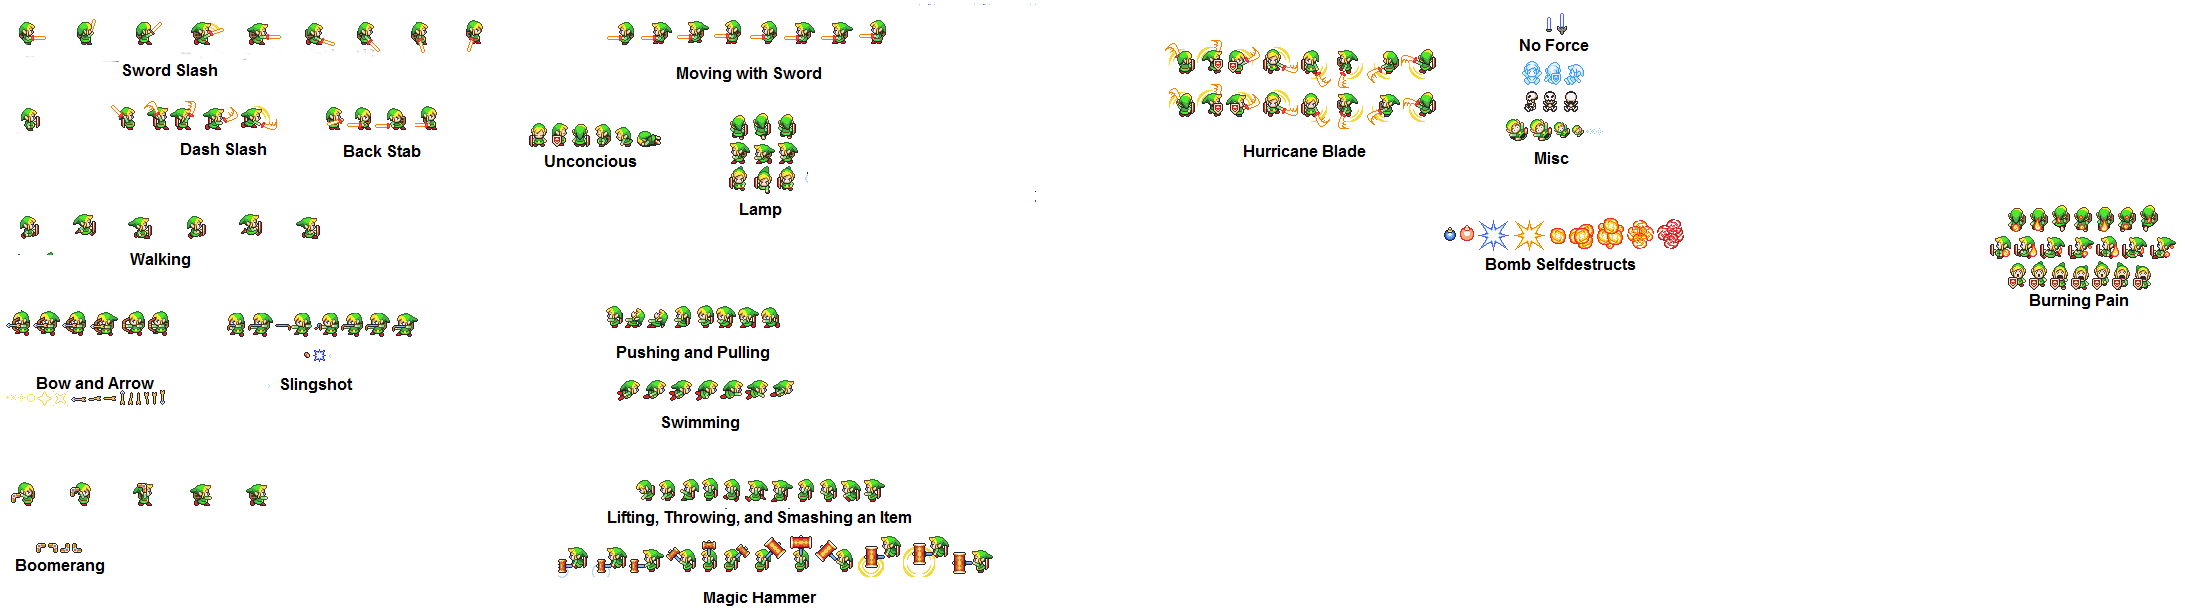 Sword Slash
Moving with Sword
No Force
Dash Slash
Back Stab
Unconcious
Lamp
Hurricane Blade
Misc
Walking
Bomb Selfdestructs
Burning Pain
Pushing and Pulling
Bow and Arrow
Slingshot
Swimming
Lifting, Throwing, and Smashing an Item
Boomerang
Magic Hammer